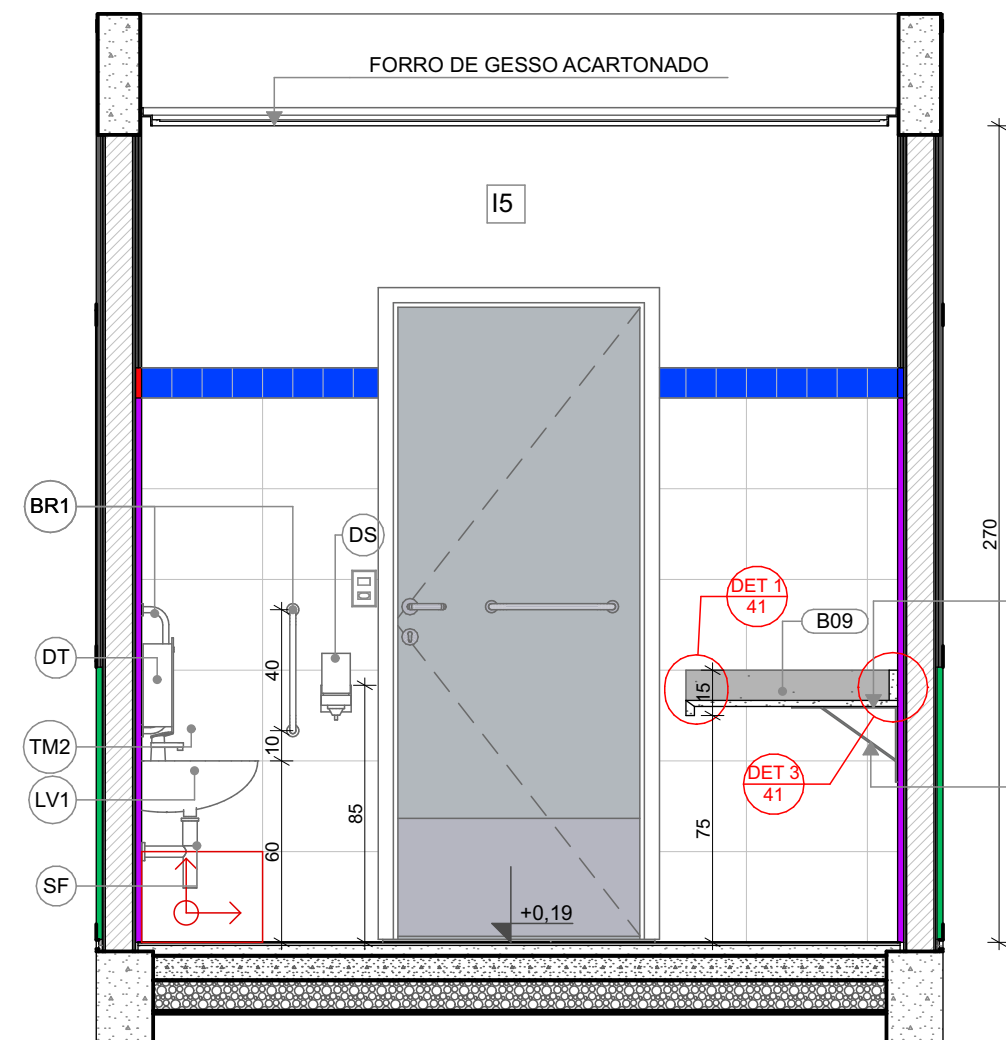 FORRO DE GESSO ACARTONADO
I5
BR1
DS
270
DET 1
41
B09
40
DT
15
TM2
10
DET 3
41
LV1
85
75
60
SF
+0,19